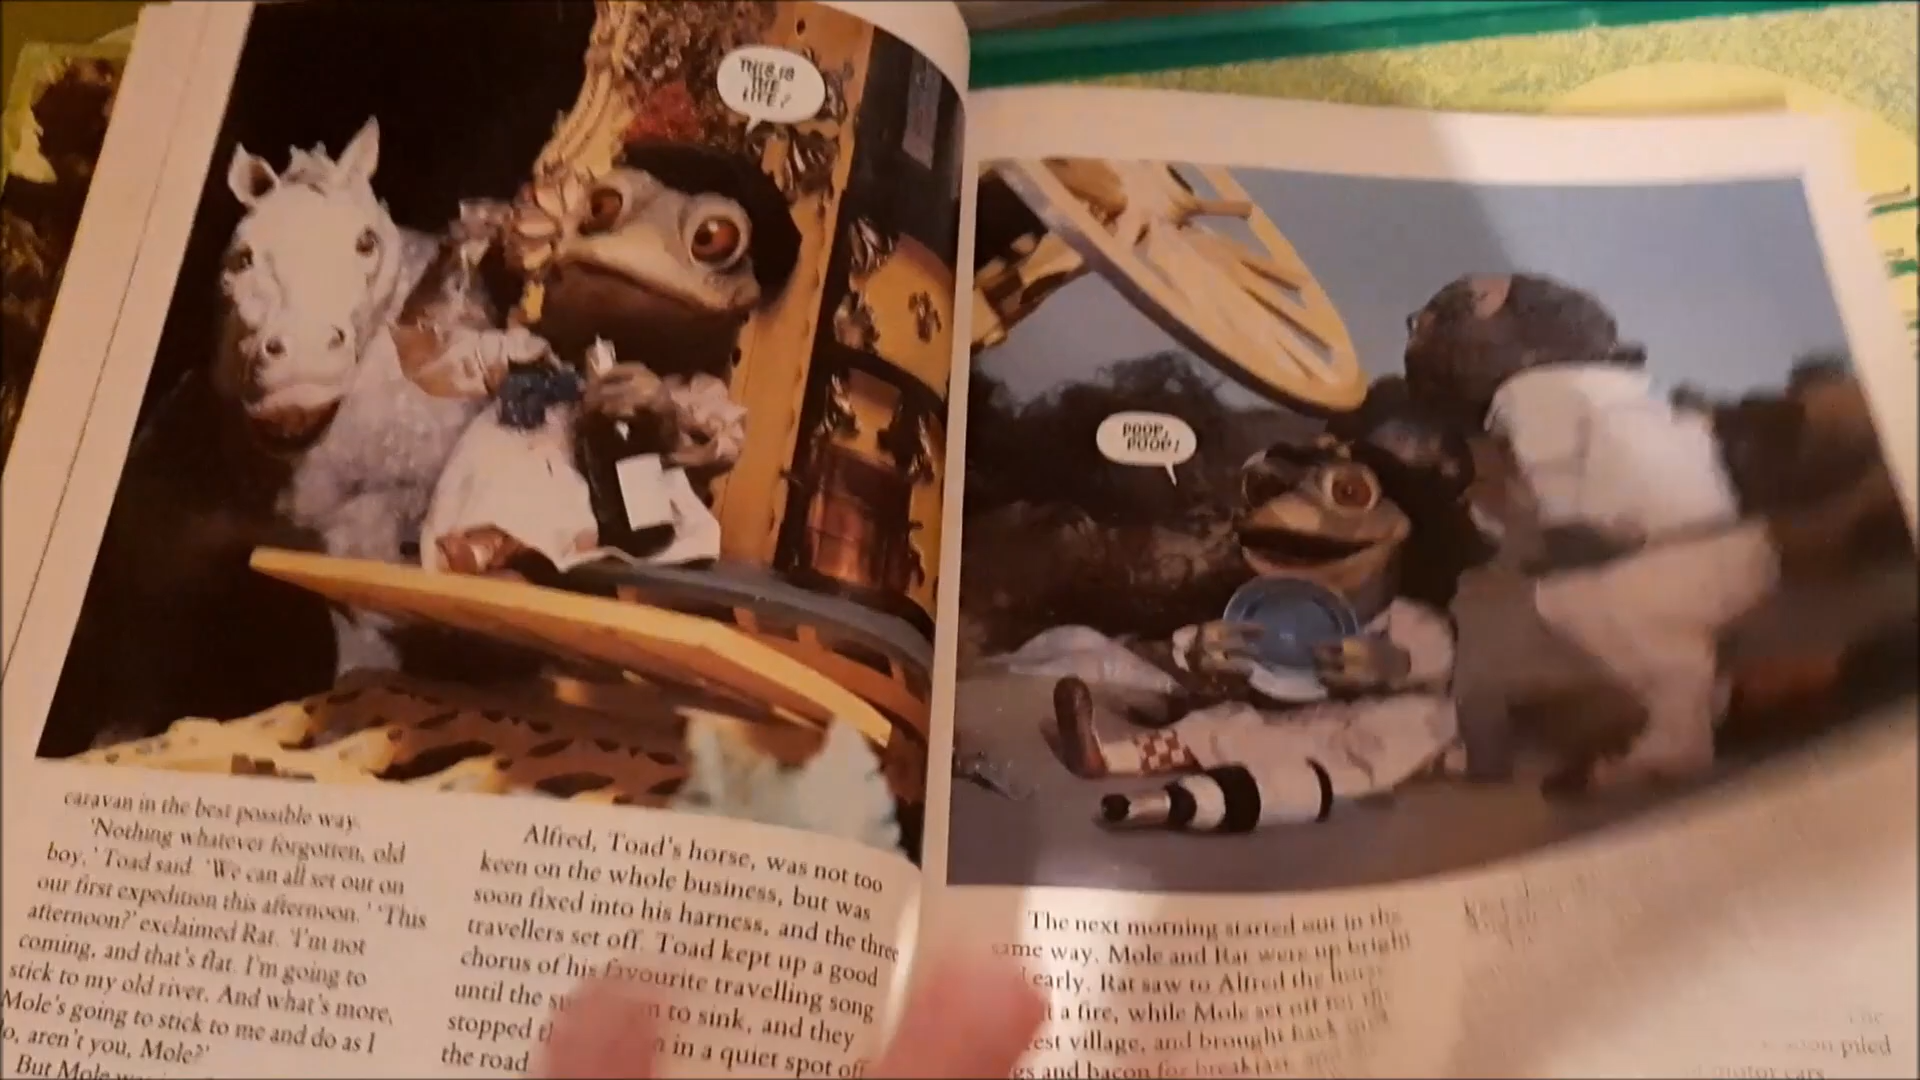 THIS IS
THE
LIFE!
caravan in the best possible way.
'Nothing whatever forgotten, old
boy,' Toad said. 'We can all set out on
our first expedition this afternoon.' 'This
afternoon?' exclaimed Rat. 'I'm not
coming, and that's flat. I'm going to
stick to my old river. And what's more,
Mole's going to stick to me and do as I
do, aren't you, Mole?'
But Mole
Alfred, Toad's horse, was not too
keen on the whole business, but was
soon fixed into his harness, and the three
travellers set off. Toad kept up a good
chorus of his favourite travelling song
until the to sink, and they
stopped in a quiet spot off
the road
POOP,
POOP!
The next morning started out in the
same way. Mole and Rat were up bright
early. Rat saw to Alfred the
a fire, while Mole set off for the
village, and brought back
and bacon for breakfast, and
piled
motor cars